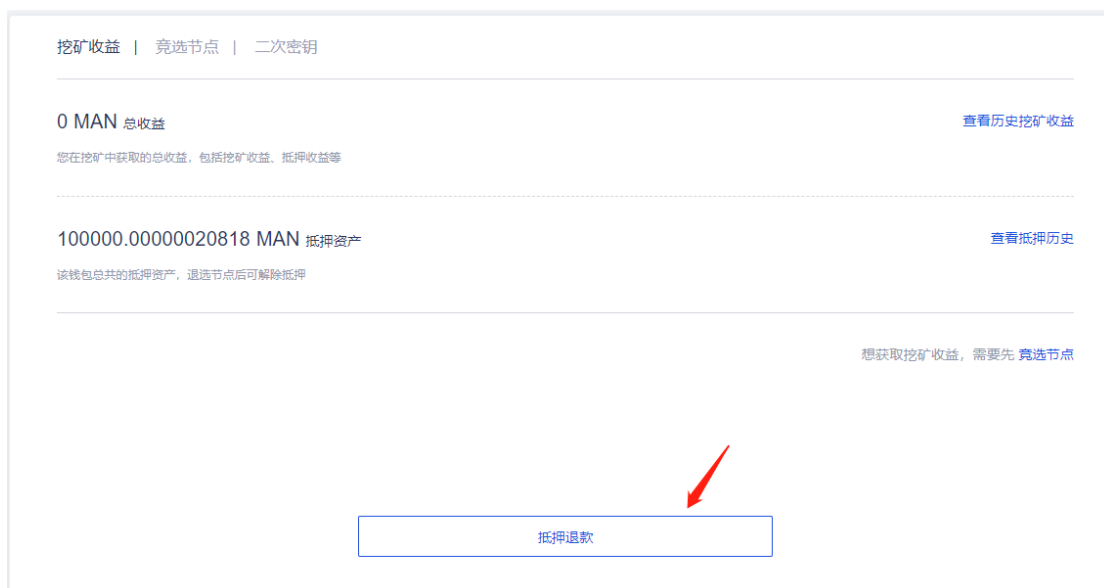 挖矿收益 | 竞选节点 | 二次密钥
0 MAN 总收益 查看历史挖矿收益
您在挖矿中获取的总收益，包括挖矿收益、抵押收益等
100000.00000020818 MAN 抵押资产 查看抵押历史
该钱包总共的抵押资产，退选节点后可解除抵押
想获取挖矿收益，需要先 竞选节点
抵押退款